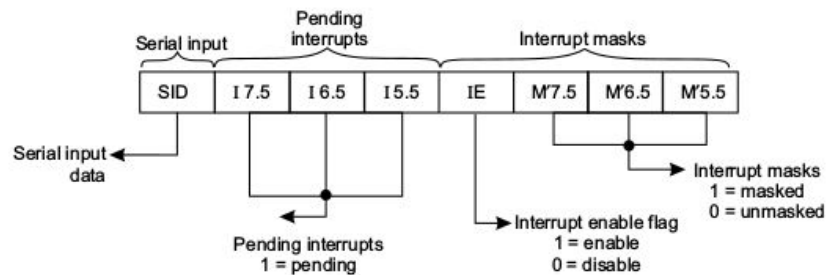 Pending
interrupts
Serial input
Interrupt masks
SID I 7.5 I 6.5 I 5.5 IE M'7.5 M'6.5 M'5.5
Serial input
data
Interrupt masks
1 = masked
0 = unmasked
Pending interrupts
1 = pending
Interrupt enable flag
1 = enable
0 = disable